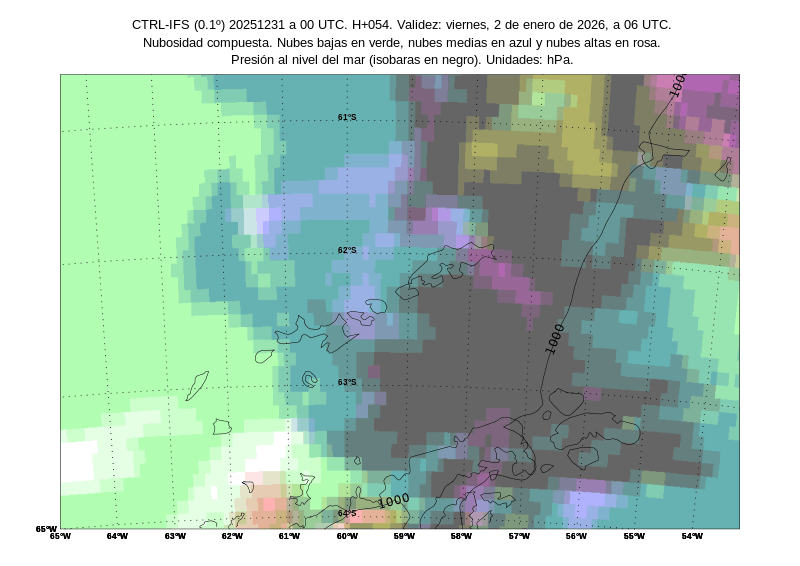 CTRL-IFS (0.1º) 20251231 a 00 UTC. H+054. Validez: viernes, 2 de enero de 2026, a 06 UTC.
Nubosidad compuesta. Nubes bajas en verde, nubes medias en azul y nubes altas en rosa.
Presión al nivel del mar (isobaras en negro). Unidades: hPa.
100
61°S
62°S
1000
63°S
1000
64°S
65°W
65°W 64°W 63°W 62°W 61°W 60°W 59°W 58°W 57°W 56°W 55°W 54°W